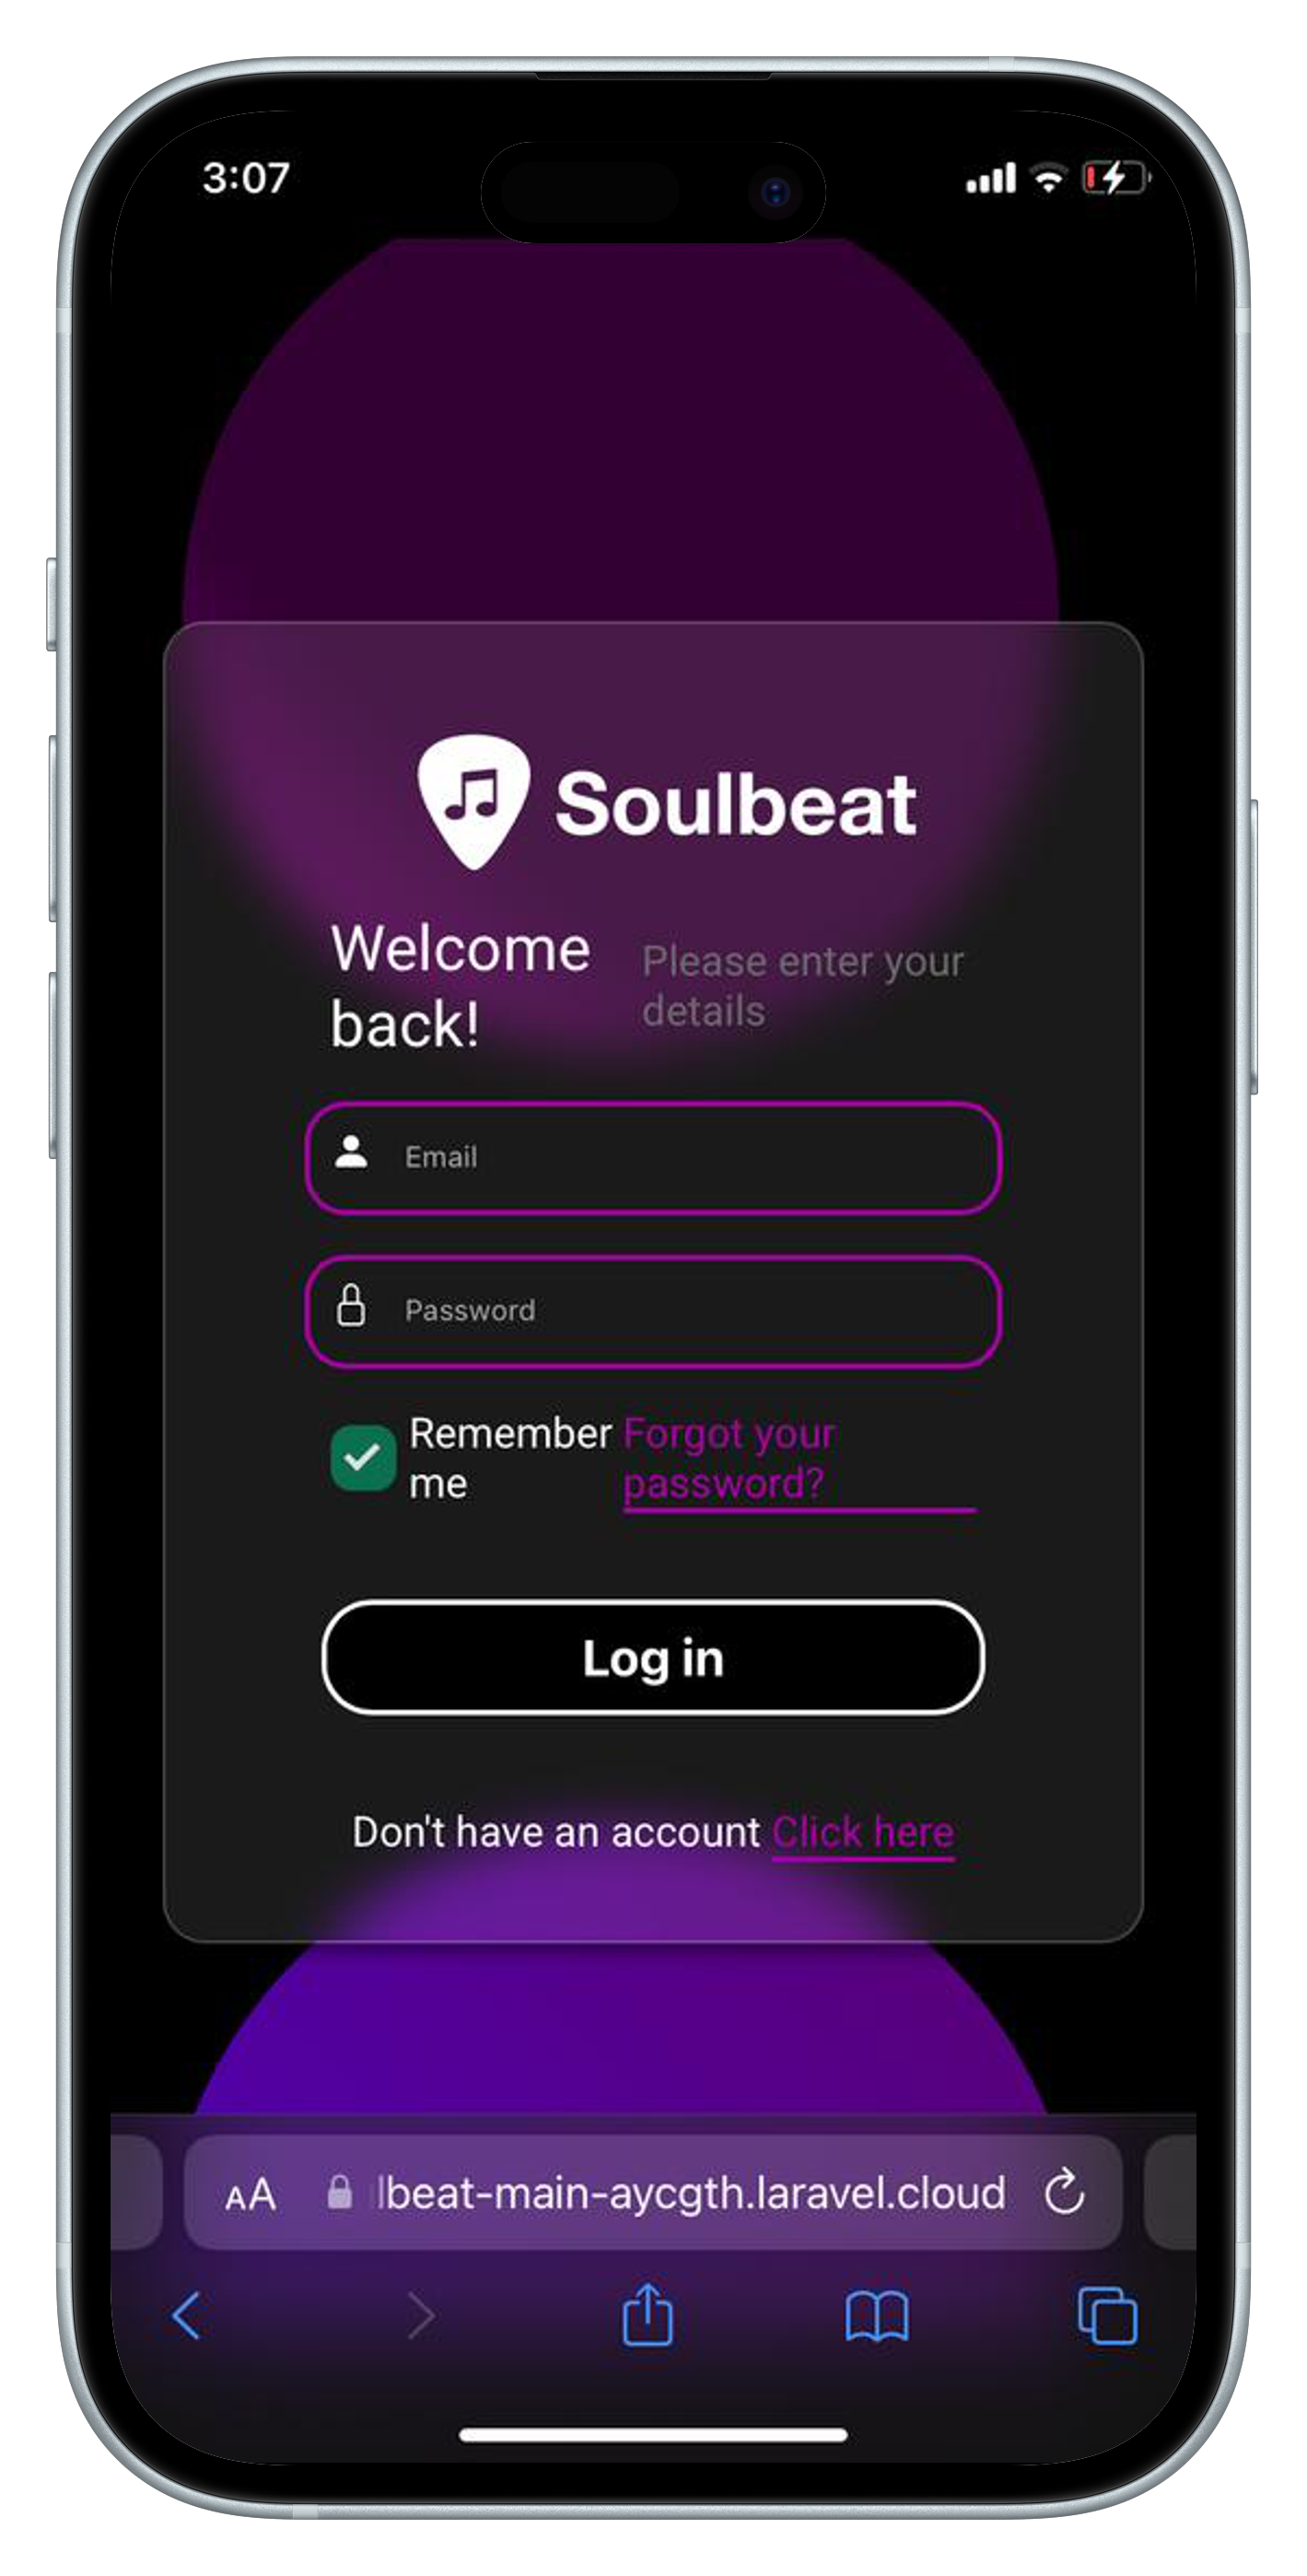 3:07
Soulbeat
Welcome
back!
Please enter your
details
Email
Password
Remember
me
Forgot your
password?
Log in
Don't have an account Click here
AA
lbeat-main-aycgth.laravel.cloud